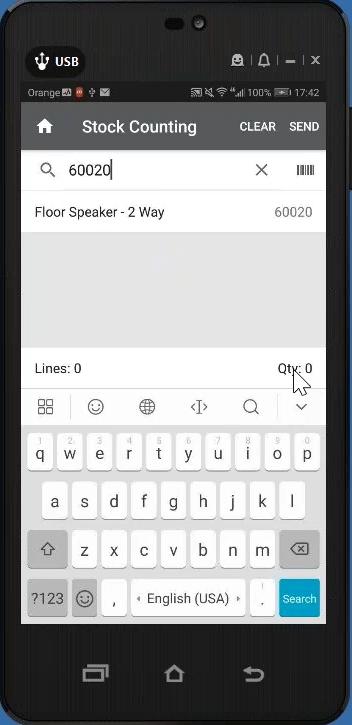 USB
Orange 100% 17:42
Stock Counting CLEAR SEND
60020
Floor Speaker - 2 Way 60020
Lines: 0 Qty: 0
1 2 3 4 5 6 7 8 9 0
q w e r t y u i o p
a s d f g h j k l
z x c v b n m
?123 , English (USA) ! . Search